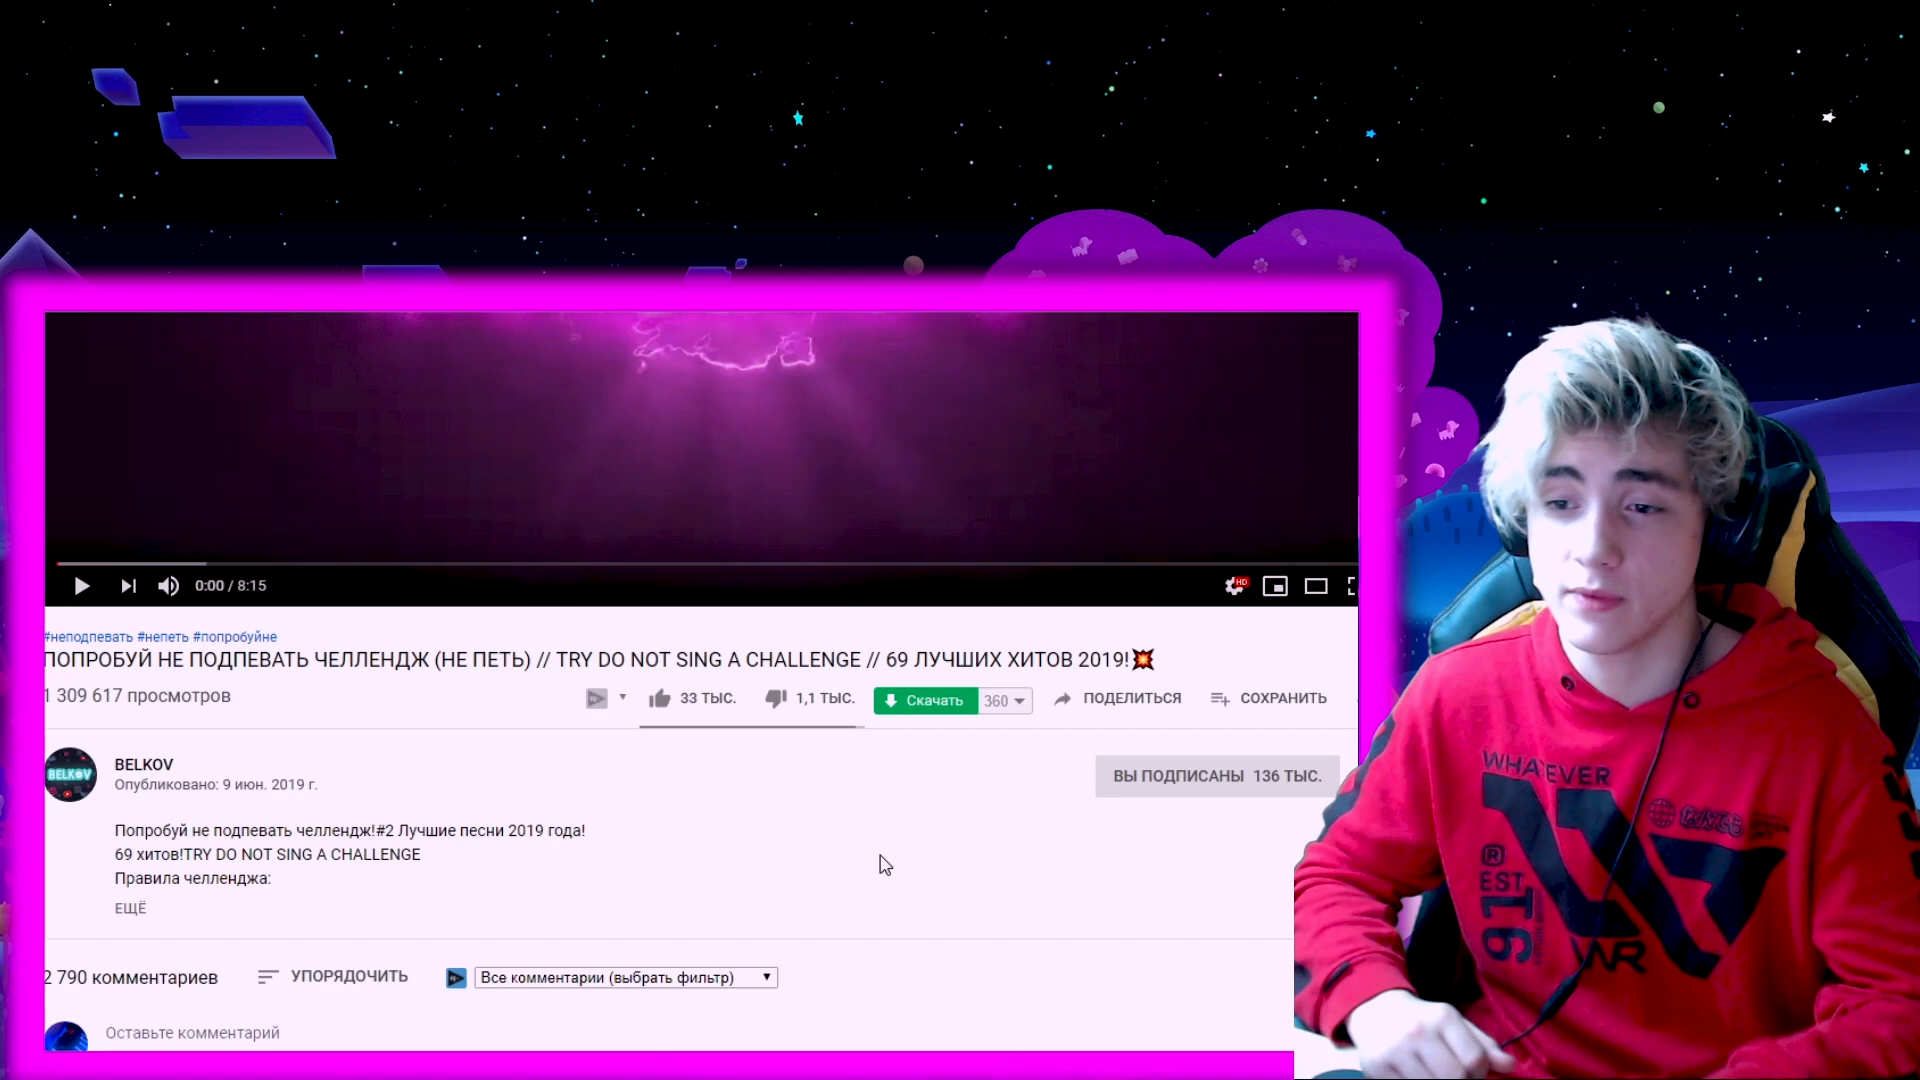 0:00 / 8:15
HD
#неподпевать #непеть #попробуйне
ПОПРОБУЙ НЕ ПОДПЕВАТЬ ЧЕЛЛЕНДЖ (НЕ ПЕТЬ) // TRY DO NOT SING A CHALLENGE // 69 ЛУЧШИХ ХИТОВ 2019!💥
1 309 617 просмотров
33 ТЫС.
1,1 ТЫС.
Скачать
360
ПОДЕЛИТЬСЯ
СОХРАНИТЬ
BELKOV
BELKOV
Опубликовано: 9 июн. 2019 г.
ВЫ ПОДПИСАНЫ 136 ТЫС.
Попробуй не подпевать челлендж!#2 Лучшие песни 2019 года!
69 хитов!TRY DO NOT SING A CHALLENGE
Правила челленджа:
ЕЩЁ
2 790 комментариев
УПОРЯДОЧИТЬ
Все комментарии (выбрать фильтр)
Оставьте комментарий
WHATEVER
®
EST
91
WR